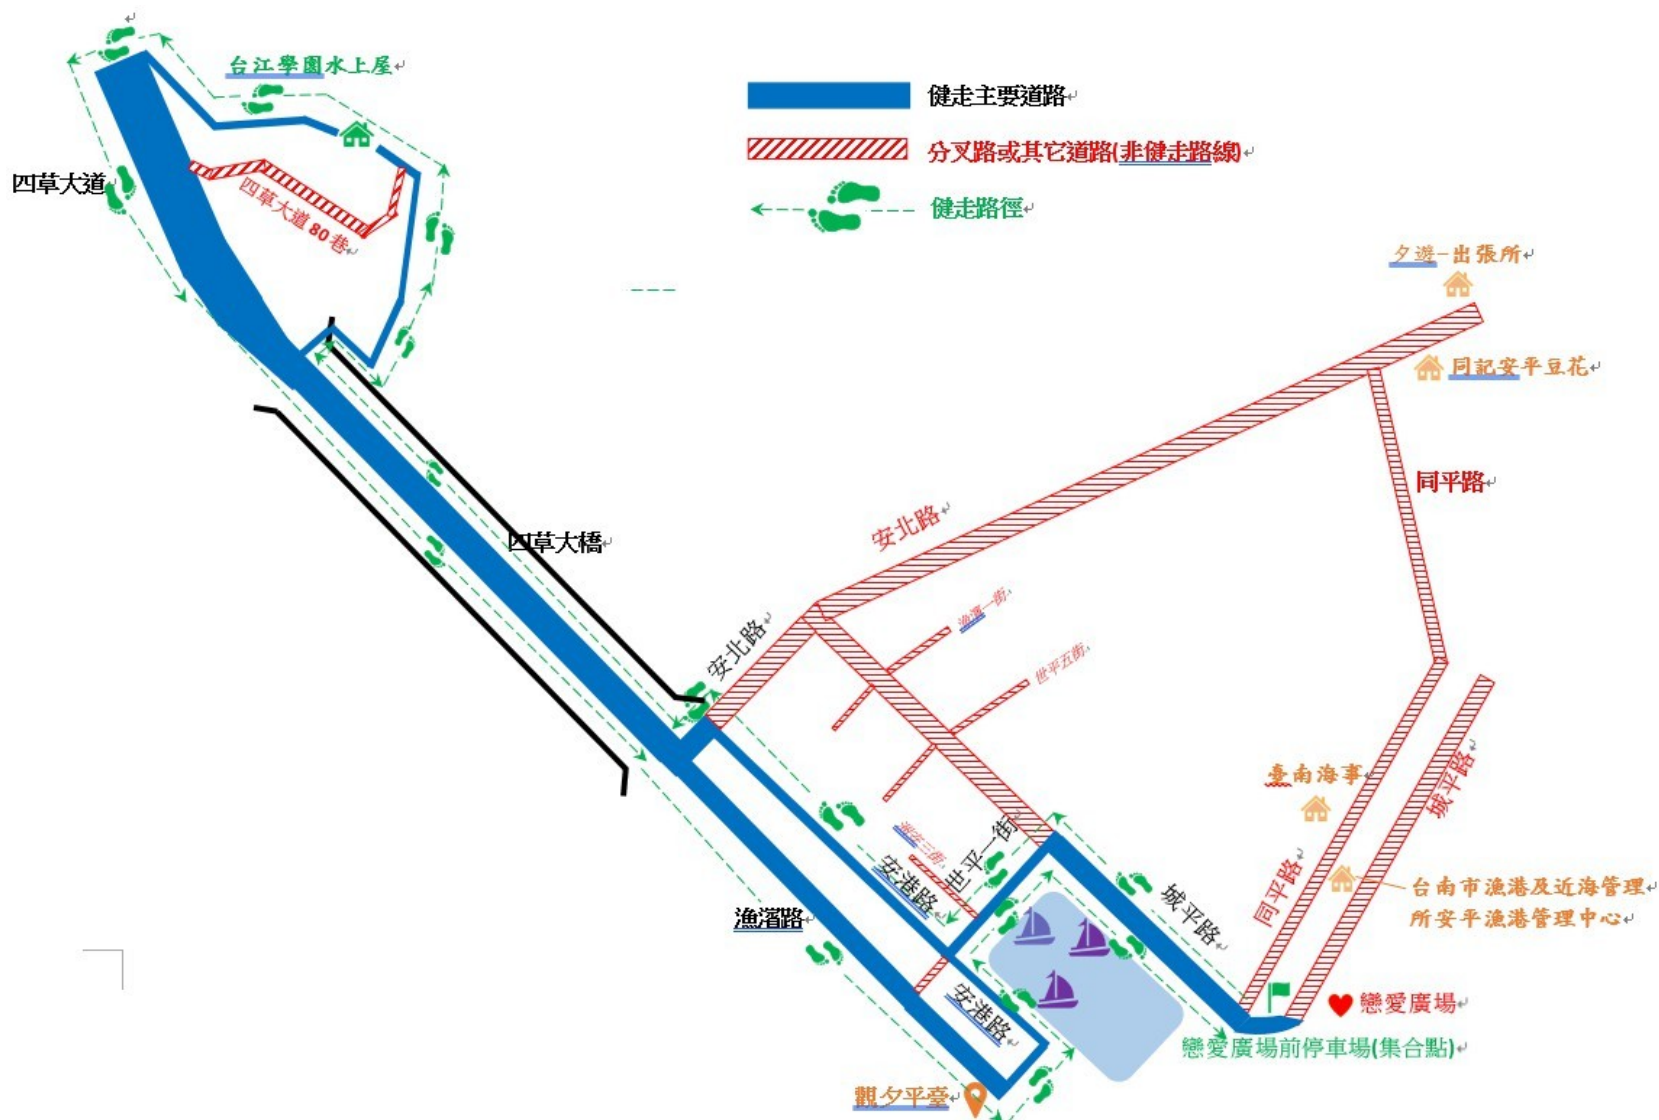 台江學園水上屋
健走主要道路
分叉路或其它道路(非健走路線)
四草大道
四草大道 80 巷
健走路徑
夕遊-出張所
同記安平豆花
同平路
安北路
四草大橋
漁濱一街
安北路
世平五街
臺南海事
城平路
世平一街
安港路
城平路
同平路
台南市漁港及近海管理
所安平漁港管理中心
漁濱路
安港路
戀愛廣場
戀愛廣場前停車場(集合點)
觀夕平臺